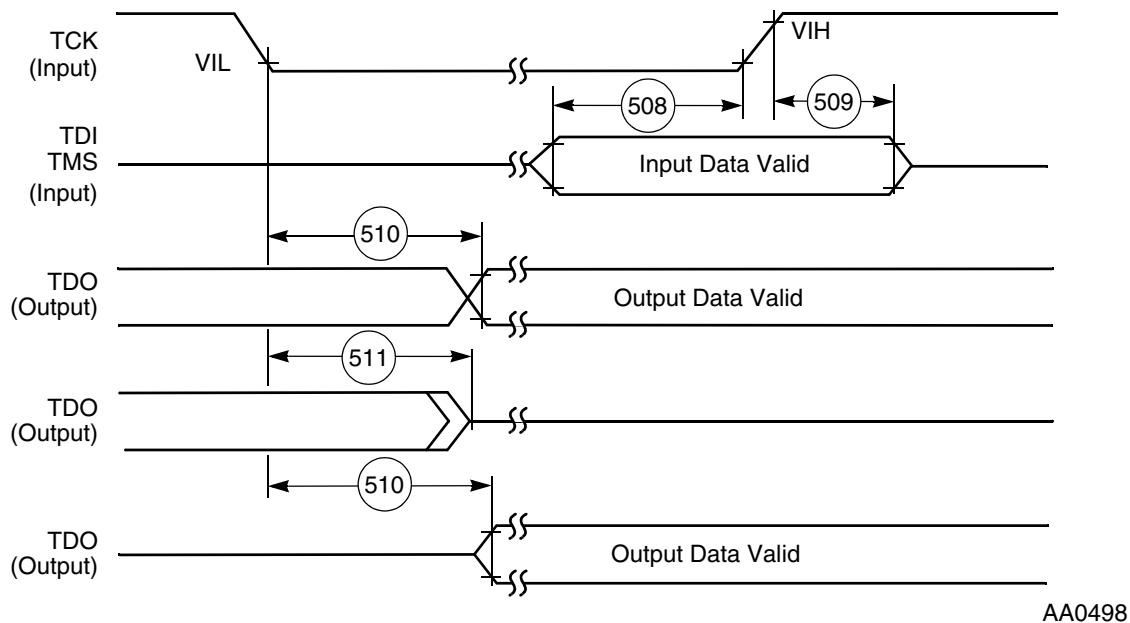 TCK
(Input)
VIL
VIH
508
509
TDI
TMS
(Input)
Input Data Valid
510
TDO
(Output)
Output Data Valid
511
TDO
(Output)
510
TDO
(Output)
Output Data Valid
AA0498